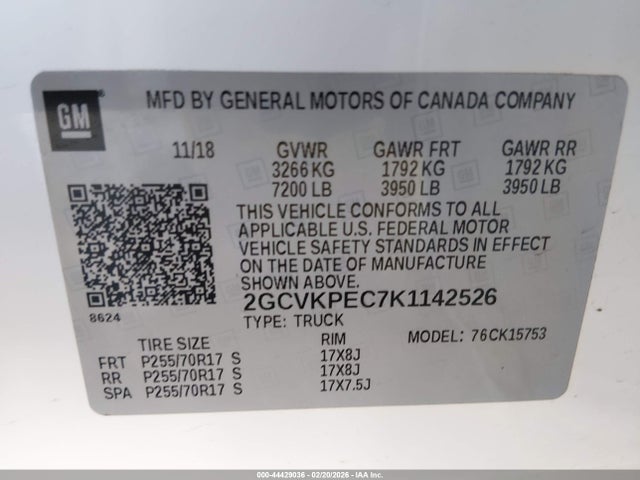 GM
MFD BY GENERAL MOTORS OF CANADA COMPANY
11/18 GVWR GAWR FRT GAWR RR
3266 KG 1792 KG 1792 KG
7200 LB 3950 LB 3950 LB
THIS VEHICLE CONFORMS TO ALL
APPLICABLE U.S. FEDERAL MOTOR
VEHICLE SAFETY STANDARDS IN EFFECT
ON THE DATE OF MANUFACTURE
SHOWN ABOVE.
2GCVKPEC7K1142526
8624
TYPE: TRUCK
MODEL: 76CK15753
TIRE SIZE RIM
FRT P255/70R17 S 17X8J
RR P255/70R17 S 17X8J
SPA P255/70R17 S 17X7.5J
000-44429036 - 02/20/2026 - IAA Inc.